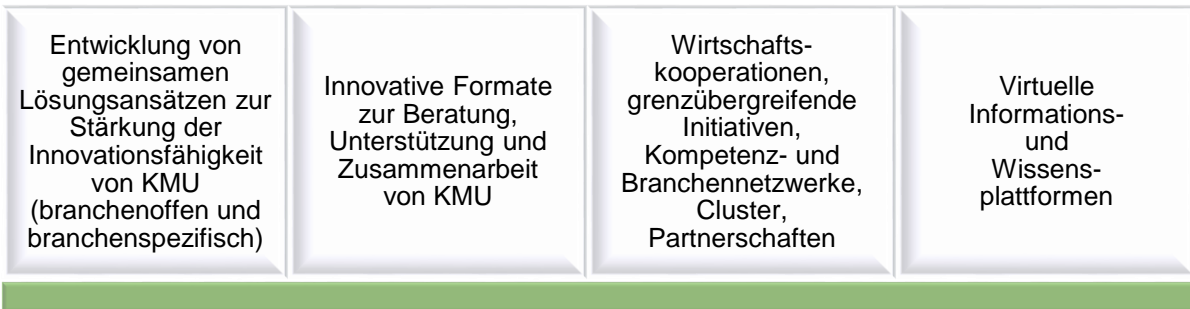 Entwicklung von
gemeinsamen
Lösungsansätzen zur
Stärkung der
Innovationsfähigkeit
von KMU
(branchenoffen und
branchenspezifisch)
Innovative Formate
zur Beratung,
Unterstützung und
Zusammenarbeit
von KMU
Wirtschafts-
kooperationen,
grenzübergreifende
Initiativen,
Kompetenz- und
Branchennetzwerke,
Cluster,
Partnerschaften
Virtuelle
Informations-
und
Wissens-
plattformen